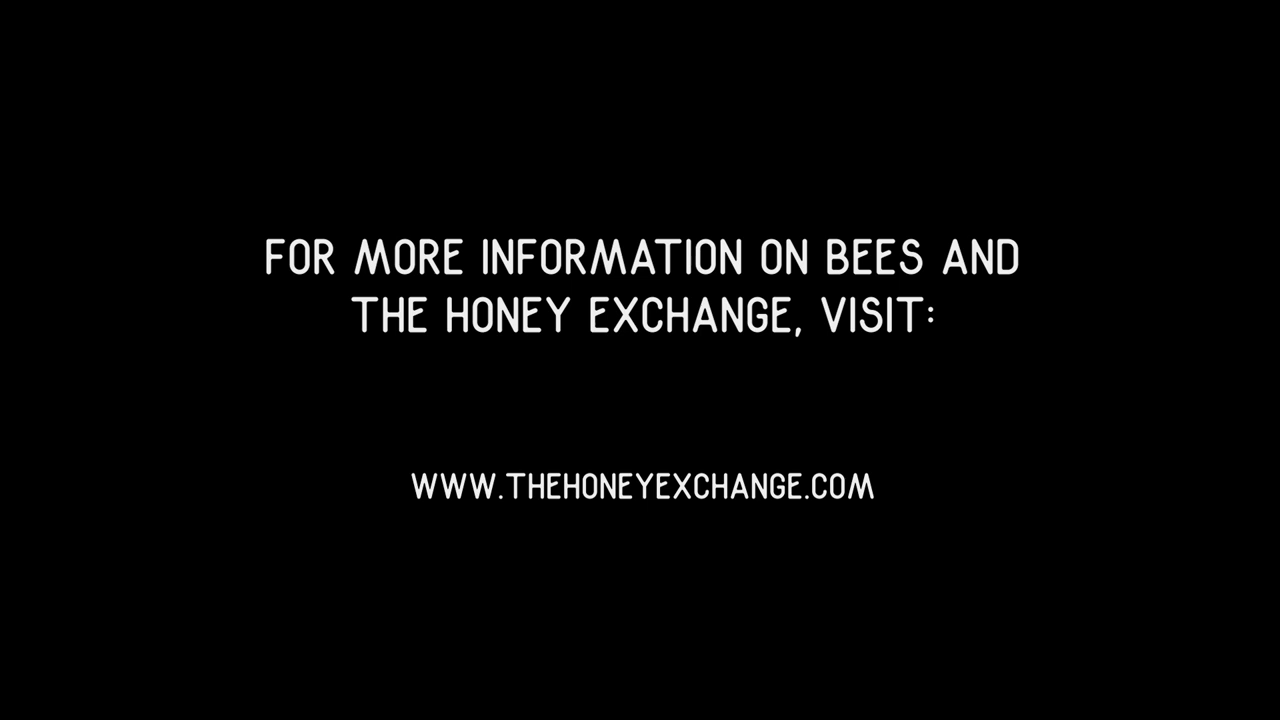 FOR MORE INFORMATION ON BEES AND
THE HONEY EXCHANGE, VISIT:
WWW.THEHONEYEXCHANGE.COM